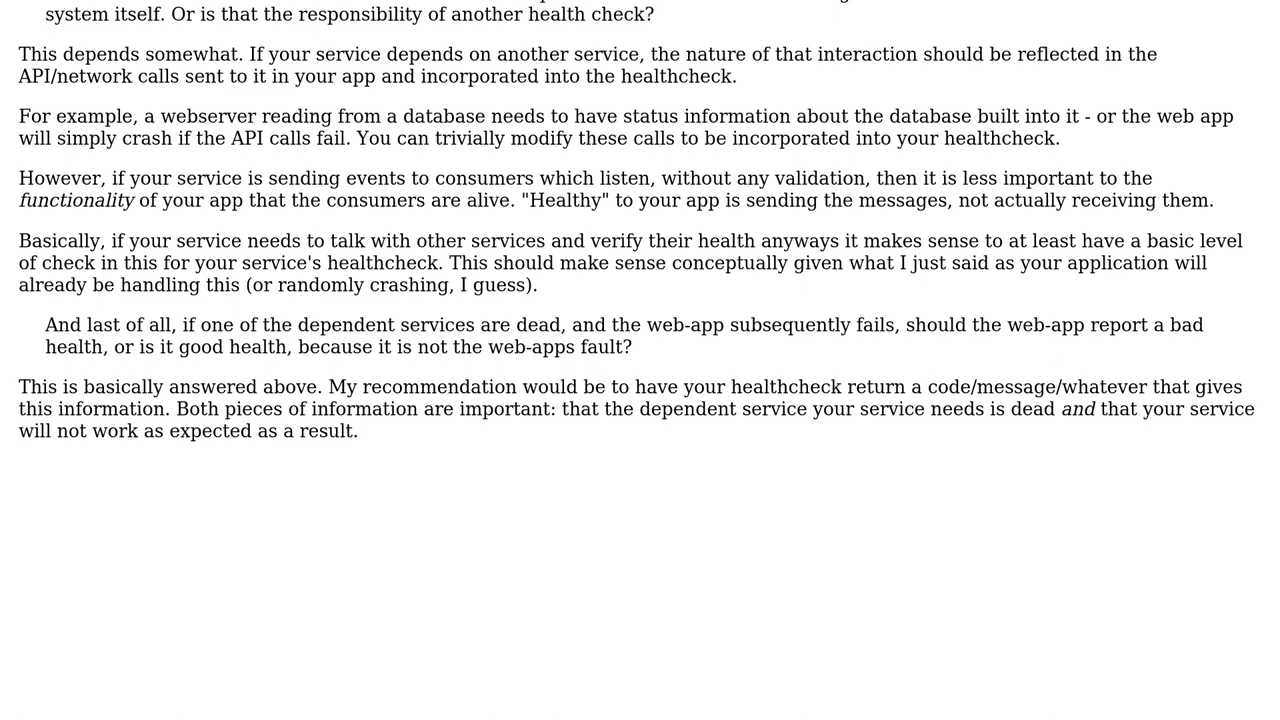 system itself. Or is that the responsibility of another health check?
This depends somewhat. If your service depends on another service, the nature of that interaction should be reflected in the
API/network calls sent to it in your app and incorporated into the healthcheck.
For example, a webserver reading from a database needs to have status information about the database built into it - or the web app
will simply crash if the API calls fail. You can trivially modify these calls to be incorporated into your healthcheck.
However, if your service is sending events to consumers which listen, without any validation, then it is less important to the
functionality of your app that the consumers are alive. "Healthy" to your app is sending the messages, not actually receiving them.
Basically, if your service needs to talk with other services and verify their health anyways it makes sense to at least have a basic level
of check in this for your service's healthcheck. This should make sense conceptually given what I just said as your application will
already be handling this (or randomly crashing, I guess).
And last of all, if one of the dependent services are dead, and the web-app subsequently fails, should the web-app report a bad
health, or is it good health, because it is not the web-apps fault?
This is basically answered above. My recommendation would be to have your healthcheck return a code/message/whatever that gives
this information. Both pieces of information are important: that the dependent service your service needs is dead and that your service
will not work as expected as a result.